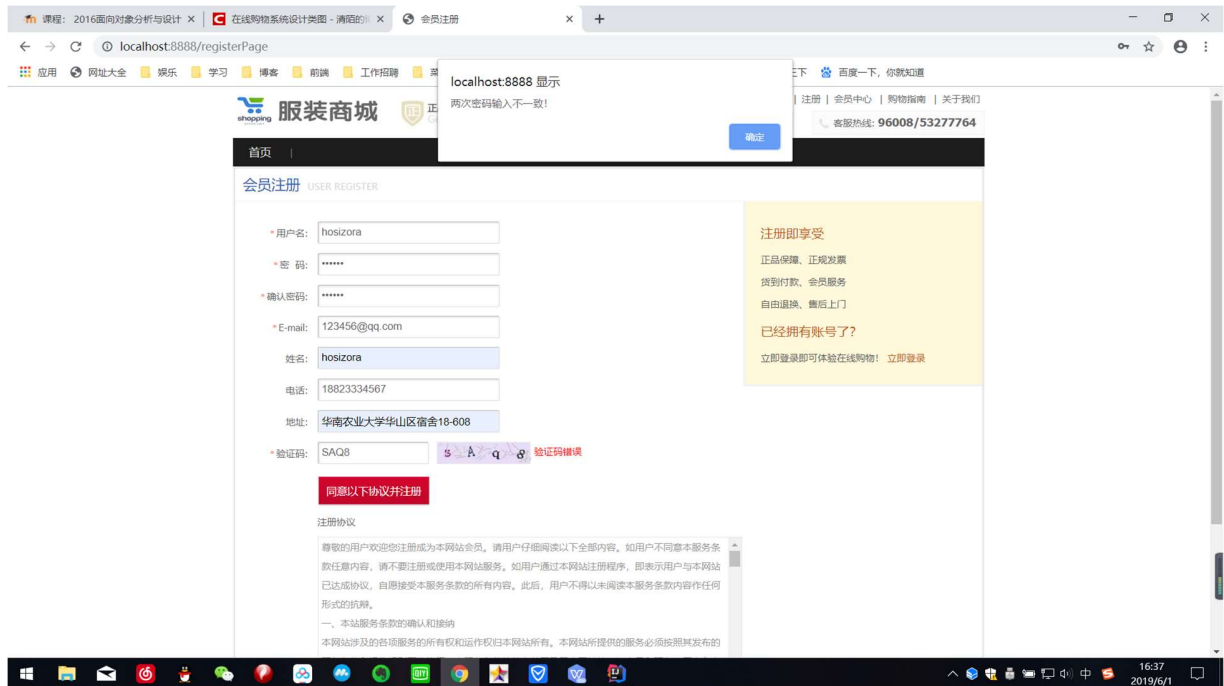 课程：2016面向对象分析与设计
在线购物系统设计类图 - 清陌的
会员注册
localhost:8888/registerPage
应用 网址大全 娱乐 学习 博客 前端 工作招聘 百度一下，你就知道
localhost:8888 显示
两次密码输入不一致！
确定
shopping 服装商城
| 注册 | 会员中心 | 购物指南 | 关于我们
客服热线: 96008/53277764
首页 |
会员注册 USER REGISTER
*用户名: hosizora
*密 码: ••••••
*确认密码: ••••••
*E-mail: 123456@qq.com
姓名: hosizora
电话: 18823334567
地址: 华南农业大学华山区宿舍18-608
*验证码: SAQ8 s A q 8 验证码错误
同意以下协议并注册
注册即享受
正品保障、正规发票
货到付款、会员服务
自由退换、售后上门
已经拥有账号了？
立即登录即可体验在线购物！ 立即登录
注册协议
尊敬的用户欢迎您注册成为本网站会员。请用户仔细阅读以下全部内容。如用户不同意本服务条
款任意内容，请不要注册或使用本网站服务。如用户通过本网站注册程序，即表示用户与本网站
已达成协议，自愿接受本服务条款的所有内容。此后，用户不得以未阅读本服务条款内容作任何
形式的抗辩。
一、本站服务条款的确认和接纳
本网站涉及的各项服务的所有权和运作权归本网站所有。本网站所提供的服务必须按照其发布的
DIY
中
16:37
2019/6/1